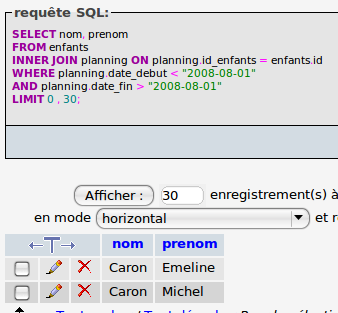 requête SQL:
SELECT nom, prenom
FROM enfants
INNER JOIN planning ON planning.id_enfants = enfants.id
WHERE planning.date_debut < "2008-08-01"
AND planning.date_fin > "2008-08-01"
LIMIT 0 , 30;
Afficher : 30 enregistrement(s) à
en mode horizontal et r
←T→ nom prenom
Caron Emeline
Caron Michel